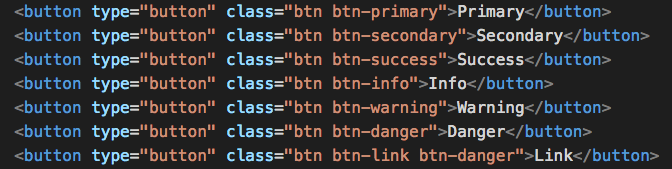 <button type="button" class="btn btn-primary">Primary</button>
<button type="button" class="btn btn-secondary">Secondary</button>
<button type="button" class="btn btn-success">Success</button>
<button type="button" class="btn btn-info">Info</button>
<button type="button" class="btn btn-warning">Warning</button>
<button type="button" class="btn btn-danger">Danger</button>
<button type="button" class="btn btn-link btn-danger">Link</button>